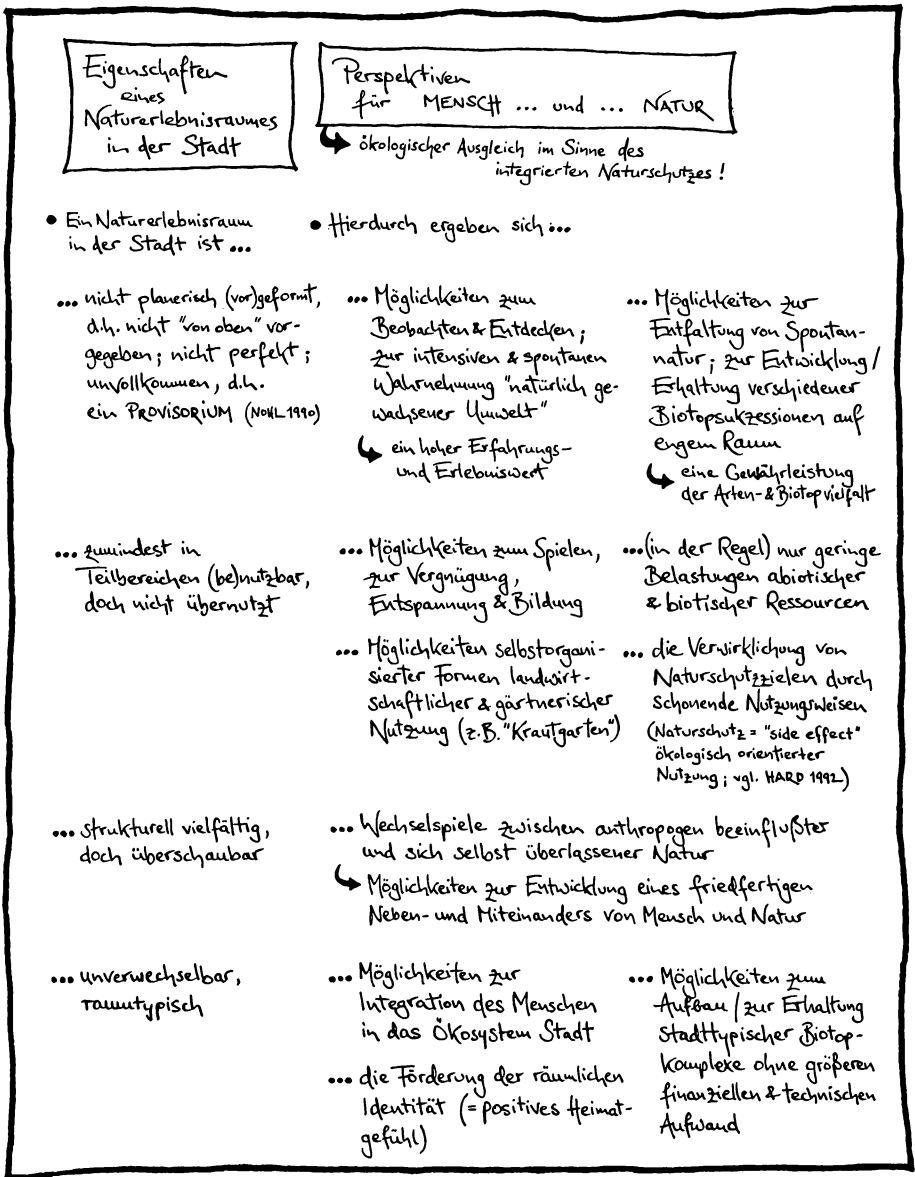 Eigenschaften
eines
Naturerlebnisraumes
in der Stadt
Perspektiven
für MENSCH ... und ... NATUR
ökologischer Ausgleich im Sinne des
integrierten Naturschutzes!
• Ein Naturerlebnisraum
in der Stadt ist ...
• Hierdurch ergeben sich ...
... nicht planerisch (vor)geformt,
d.h. nicht "von oben" vor-
gegeben; nicht perfekt;
unvollkommen, d.h.
ein PROVISORIUM (NOHL 1990)
... Möglichkeiten zum
Beobachten & Entdecken;
zur intensiven & spontanen
Wahrnehmung "natürlich ge-
wachsener Umwelt"
ein hoher Erfahrungs-
und Erlebniswert
... Möglichkeiten zur
Entfaltung von Spontan-
natur; zur Entwicklung/
Erhaltung verschiedener
Biotopsukzessionen auf
engem Raum
eine Gewährleistung
der Arten- & Biotopvielfalt
... zumindest in
Teilbereichen (be)nutzbar,
doch nicht übernutzt
... Möglichkeiten zum Spielen,
zur Vergnügung,
Entspannung & Bildung
... (in der Regel) nur geringe
Belastungen abiotischer
& biotischer Ressourcen
... Möglichkeiten selbstorgani-
sierter Formen landwirt-
schaftlicher & gärtnerischer
Nutzung (z.B. "Krautgarten")
... die Verwirklichung von
Naturschutzzielen durch
schonende Nutzungsweisen
(Naturschutz = "side effect"
ökologisch orientierter
Nutzung; vgl. HARD 1992)
... strukturell vielfältig,
doch überschaubar
... Wechselspiele zwischen anthropogen beeinflußter
und sich selbst überlassener Natur
Möglichkeiten zur Entwicklung eines friedfertigen
Neben- und Miteinanders von Mensch und Natur
... unverwechselbar,
raumtypisch
... Möglichkeiten zur
Integration des Menschen
in das Ökosystem Stadt
... die Förderung der räumlichen
Identität (= positives Heimat-
gefühl)
... Möglichkeiten zum
Aufbau / zur Erhaltung
stadttypischer Biotop-
komplexe ohne größeren
finanziellen & technischen
Aufwand